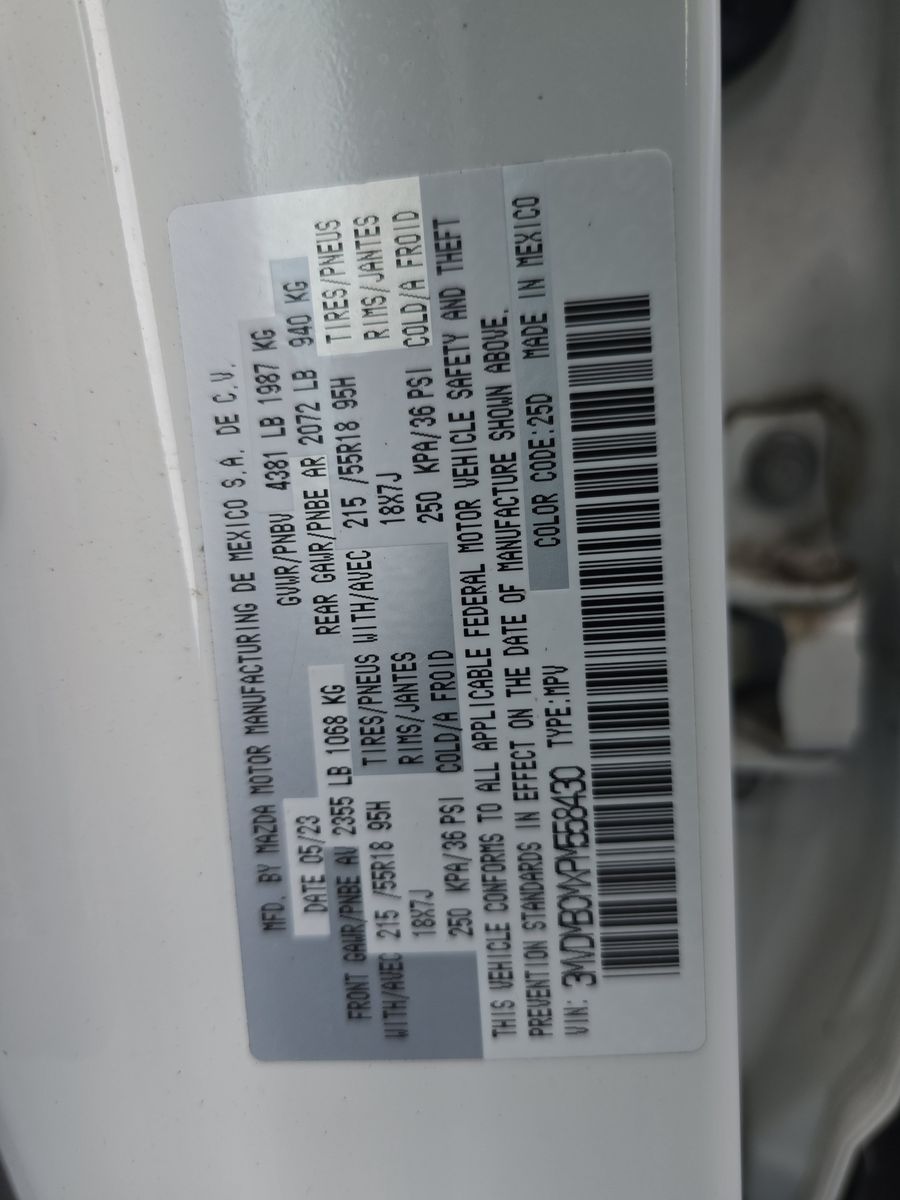 MFD. BY MAZDA MOTOR MANUFACTURING DE MEXICO S.A. DE C.V.
DATE 05/23 GVWR/PNBV 4381 LB 1987 KG
FRONT GAWR/PNBE AV 2355 LB 1068 KG REAR GAWR/PNBE AR 2072 LB 940 KG
WITH/AVEC 215 /55R18 95H TIRES/PNEUS WITH/AVEC 215 /55R18 95H TIRES/PNEUS
18X7J RIMS/JANTES 18X7J RIMS/JANTES
250 KPA/36 PSI COLD/A FROID 250 KPA/36 PSI COLD/A FROID
THIS VEHICLE CONFORMS TO ALL APPLICABLE FEDERAL MOTOR VEHICLE SAFETY AND THEFT
PREVENTION STANDARDS IN EFFECT ON THE DATE OF MANUFACTURE SHOWN ABOVE.
VIN: 3MVDMBCMXPM558430 TYPE:MPV COLOR CODE:25D MADE IN MEXICO